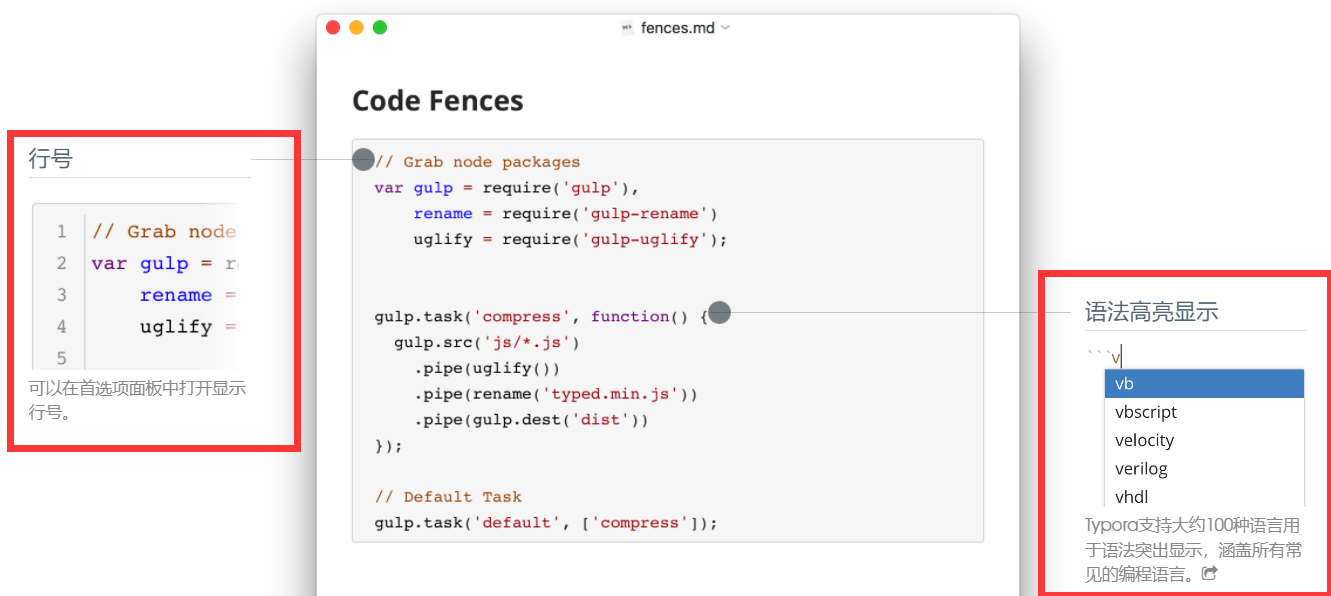 fences.md
Code Fences
// Grab node packages
var gulp = require('gulp'),
    rename = require('gulp-rename')
    uglify = require('gulp-uglify');
gulp.task('compress', function() {
  gulp.src('js/*.js')
    .pipe(uglify())
    .pipe(rename('typed.min.js'))
    .pipe(gulp.dest('dist'))
});
// Default Task
gulp.task('default', ['compress']);
行号
1 // Grab node
2 var gulp = re
3     rename =
4     uglify =
5
可以在首选项面板中打开显示
行号。
语法高亮显示
```v
vb
vbscript
velocity
verilog
vhdl
Typora支持大约100种语言用
于语法突出显示，涵盖所有常
见的编程语言。